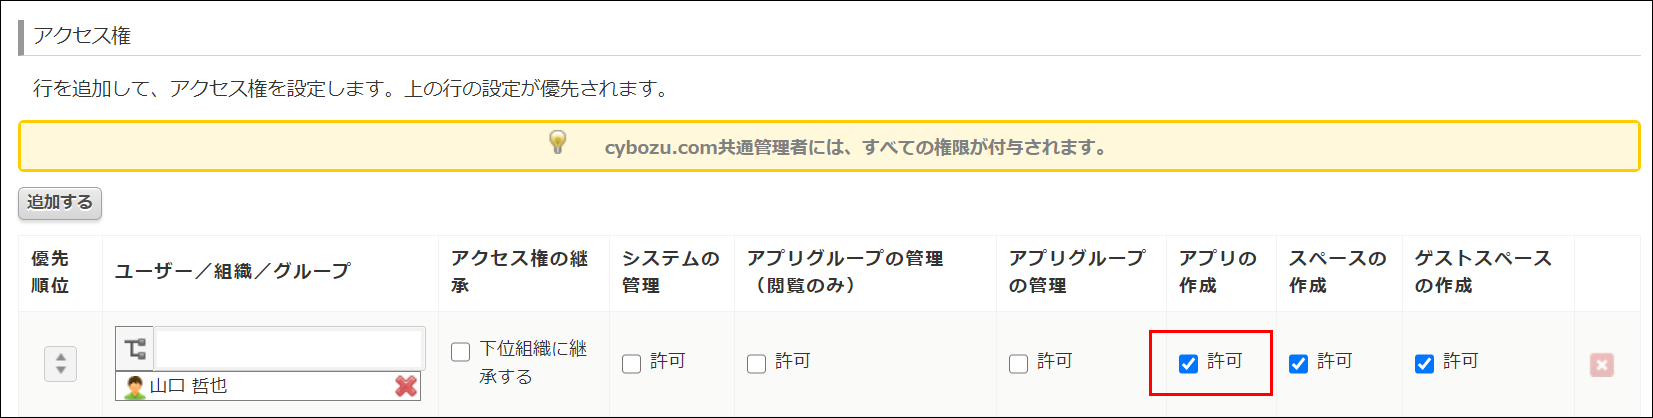 アクセス権
行を追加して、アクセス権を設定します。上の行の設定が優先されます。
cybozu.com共通管理者には、すべての権限が付与されます。
追加する
優先
順位
ユーザー／組織／グループ
アクセス権の継
承
システムの
管理
アプリグループの管理
（閲覧のみ）
アプリグループ
の管理
アプリの
作成
スペースの
作成
ゲストスペース
の作成
山口 哲也
下位組織に継
承する
許可
許可
許可
許可
許可
許可